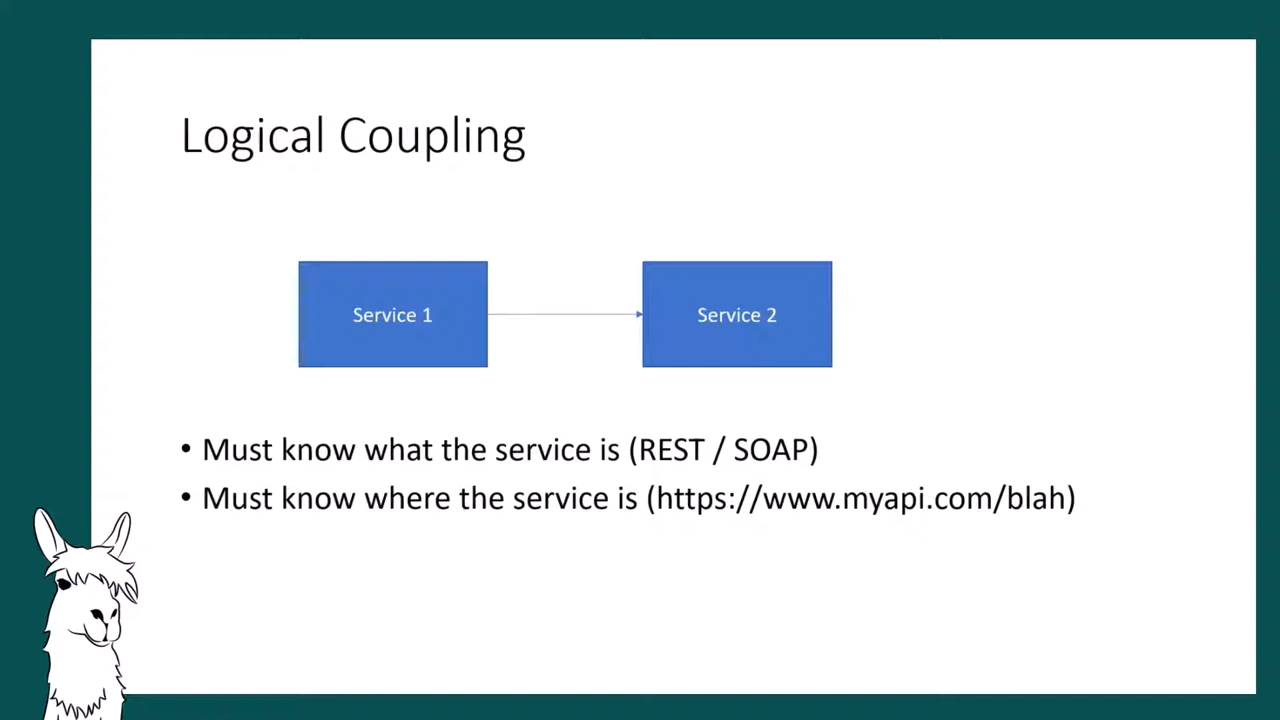 Logical Coupling
Service 1
Service 2
• Must know what the service is (REST / SOAP)
• Must know where the service is (https://www.myapi.com/blah)